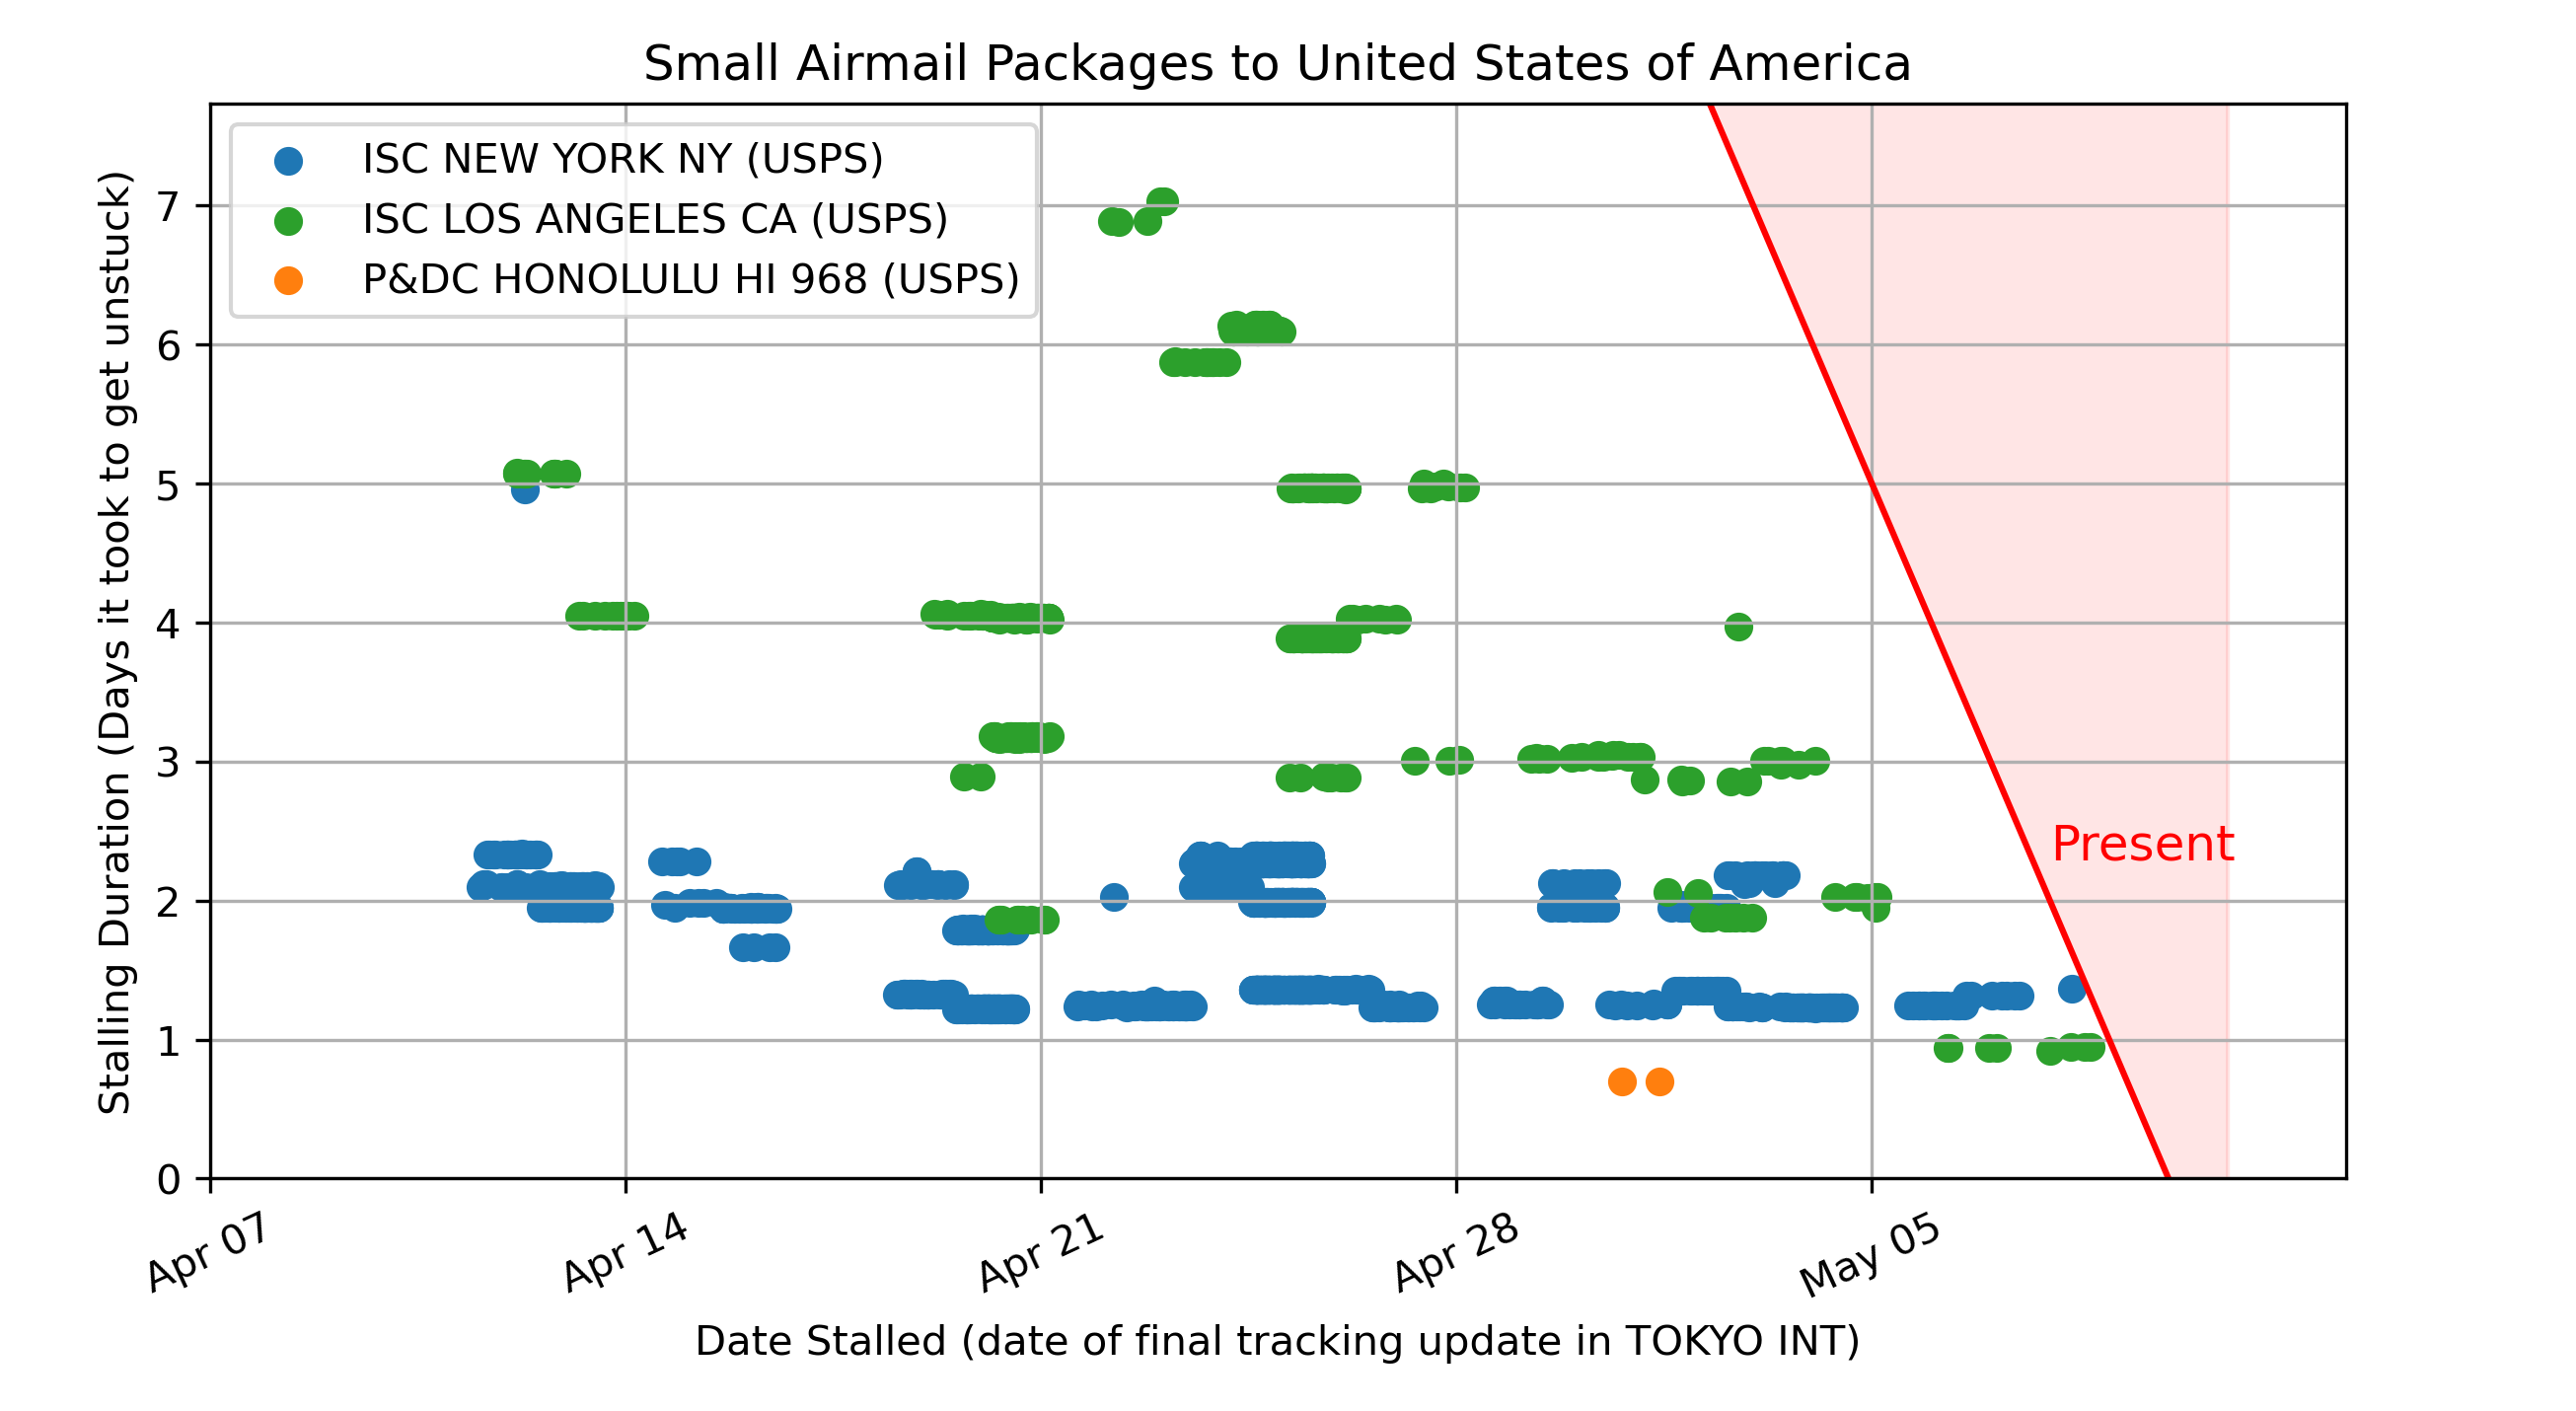 Small Airmail Packages to United States of America
ISC NEW YORK NY (USPS)
ISC LOS ANGELES CA (USPS)
P&DC HONOLULU HI 968 (USPS)
Stalling Duration (Days it took to get unstuck)
7
6
5
4
3
2
1
0
Present
Apr 07
Apr 14
Apr 21
Apr 28
May 05
Date Stalled (date of final tracking update in TOKYO INT)